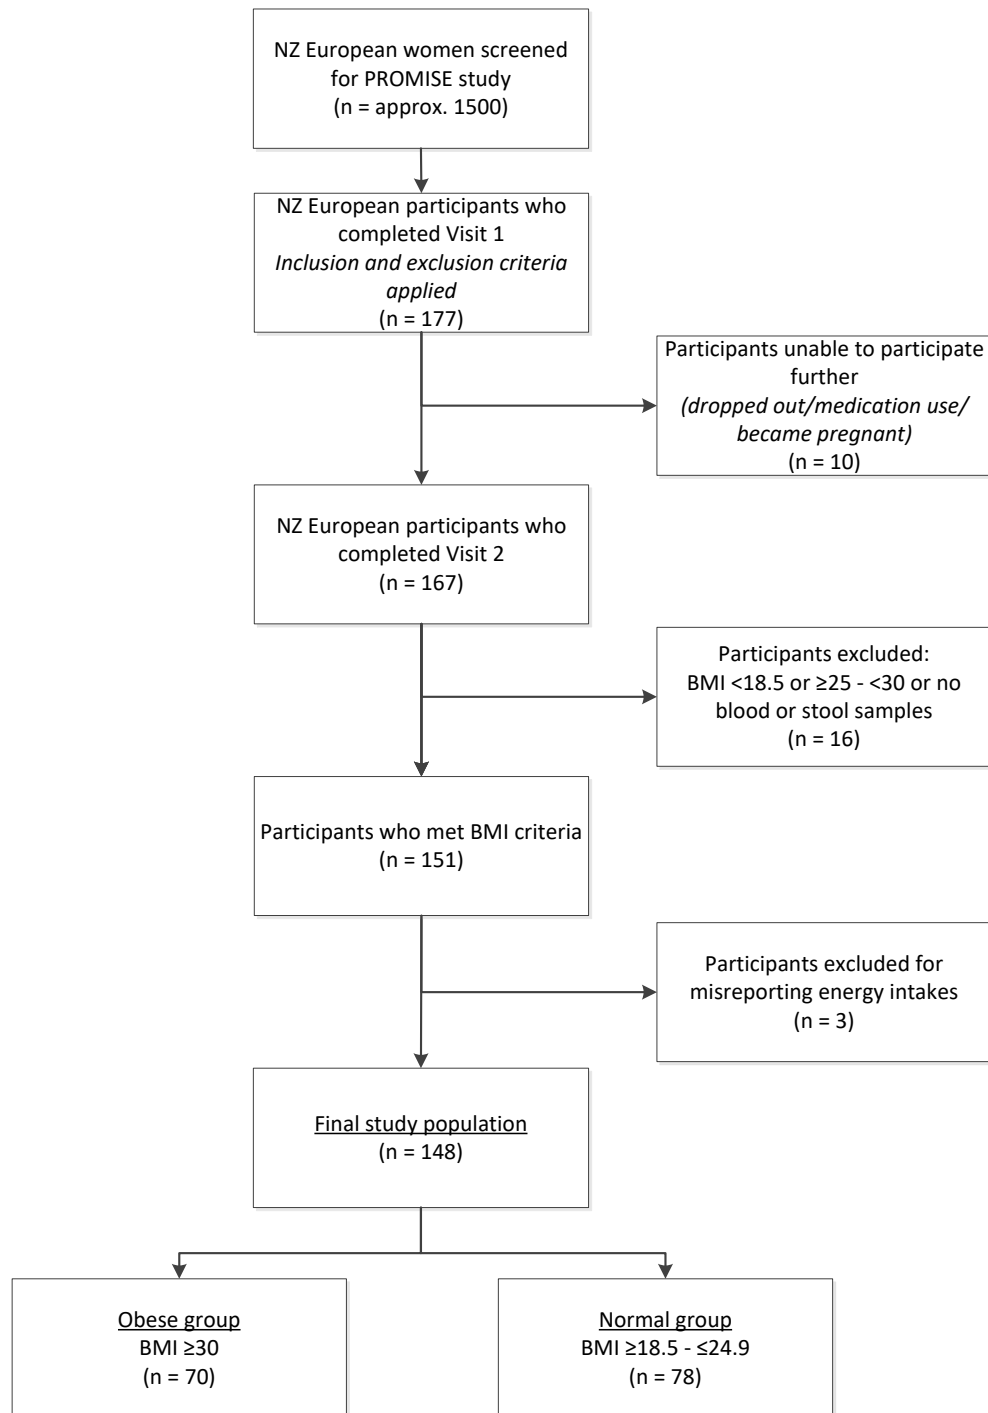 NZ European women screened
for PROMISE study
(n = approx. 1500)
NZ European participants who
completed Visit 1
Inclusion and exclusion criteria
applied
(n = 177)
Participants unable to participate
further
(dropped out/medication use/
became pregnant)
(n = 10)
NZ European participants who
completed Visit 2
(n = 167)
Participants excluded:
BMI <18.5 or ≥25 - <30 or no
blood or stool samples
(n = 16)
Participants who met BMI criteria
(n = 151)
Participants excluded for
misreporting energy intakes
(n = 3)
Final study population
(n = 148)
Obese group
BMI ≥30
(n = 70)
Normal group
BMI ≥18.5 - ≤24.9
(n = 78)